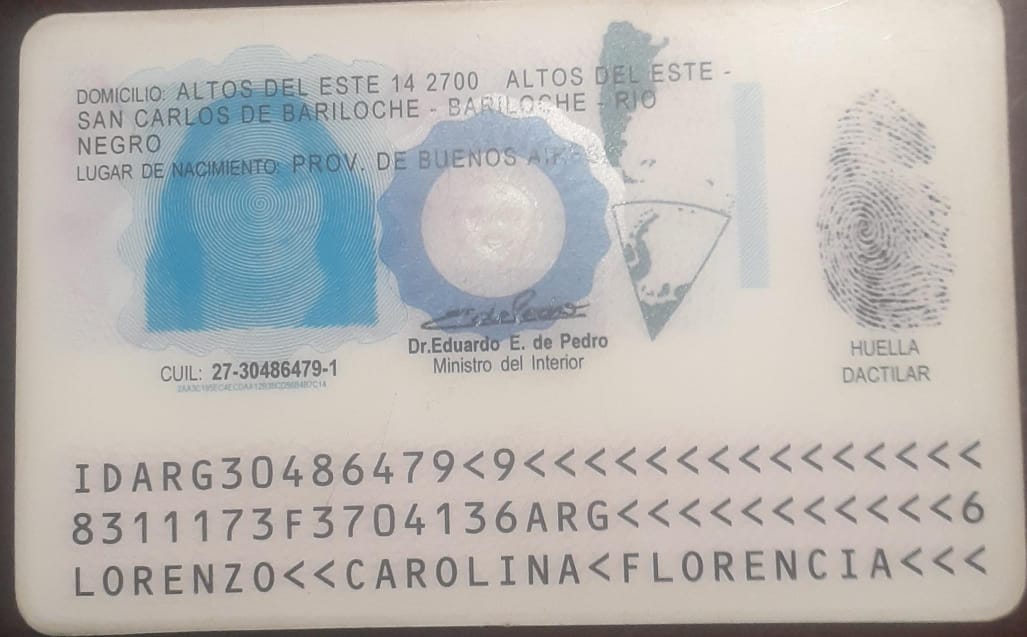 DOMICILIO: ALTOS DEL ESTE 14 2700 ALTOS DEL ESTE -
SAN CARLOS DE BARILOCHE - BARILOCHE - RIO
NEGRO
LUGAR DE NACIMIENTO: PROV. DE BUENOS AIRES
Dr.Eduardo E. de Pedro
Ministro del Interior
CUIL: 27-30486479-1
HUELLA
DACTILAR
IDARG30486479<9<<<<<<<<<<<<<<<
8311173F3704136ARG<<<<<<<<<<<6
LORENZO<<CAROLINA<FLORENCIA<<<